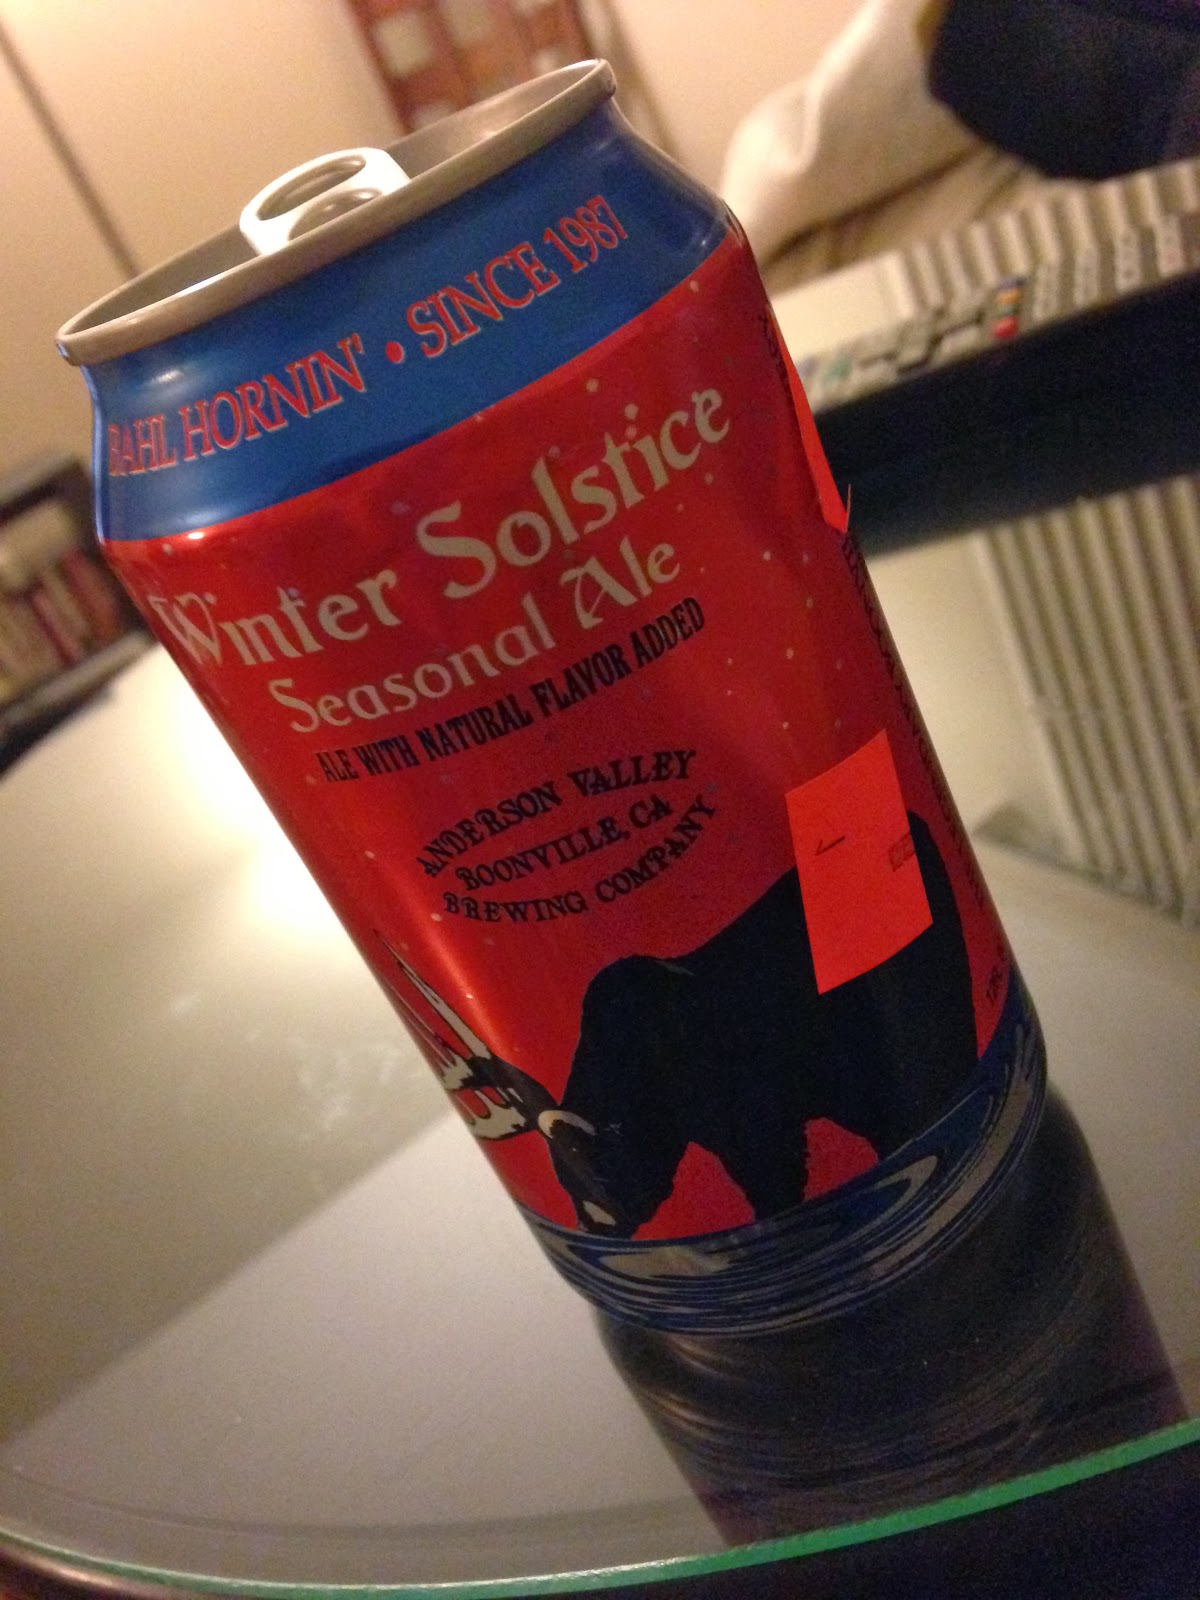 BAHL HORNIN' • SINCE 1987
Winter Solstice
Seasonal Ale
ALE WITH NATURAL FLAVOR ADDED
ANDERSON VALLEY
BOONVILLE, CA
BREWING COMPANY